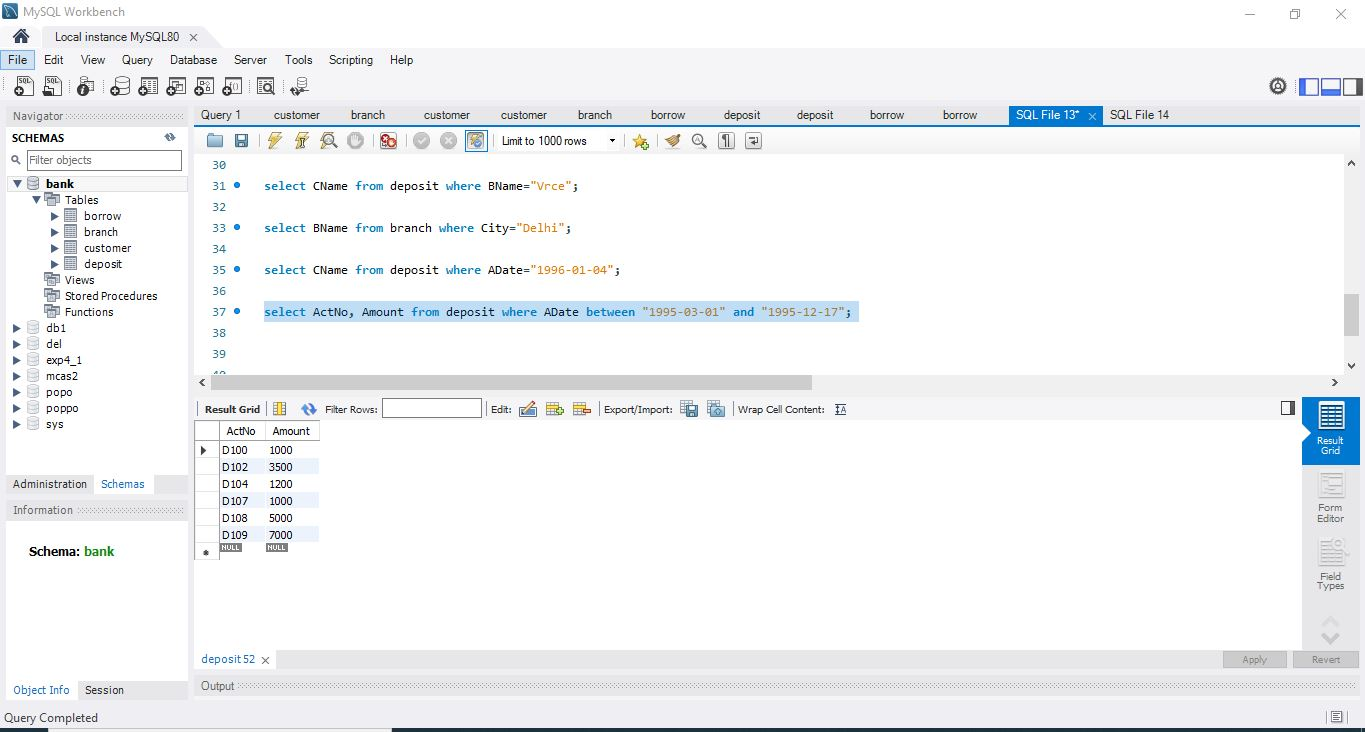 MySQL Workbench
Local instance MySQL80
File Edit View Query Database Server Tools Scripting Help
Navigator
SCHEMAS
Filter objects
bank
Tables
borrow
branch
customer
deposit
Views
Stored Procedures
Functions
db1
del
exp4_1
mcas2
popo
poppo
sys
Administration Schemas
Information
Schema: bank
Object Info Session
Query 1 customer branch customer customer branch borrow deposit deposit borrow borrow SQL File 13* SQL File 14
Limit to 1000 rows
30
31 select CName from deposit where BName="Vrce";
32
33 select BName from branch where City="Delhi";
34
35 select CName from deposit where ADate="1996-01-04";
36
37 select ActNo, Amount from deposit where ADate between "1995-03-01" and "1995-12-17";
38
39
40
Result Grid Filter Rows: Edit: Export/Import: Wrap Cell Content:
ActNo Amount
D100 1000
D102 3500
D104 1200
D107 1000
D108 5000
D109 7000
NULL NULL
Result
Grid
Form
Editor
Field
Types
deposit 52
Apply Revert
Output
Query Completed